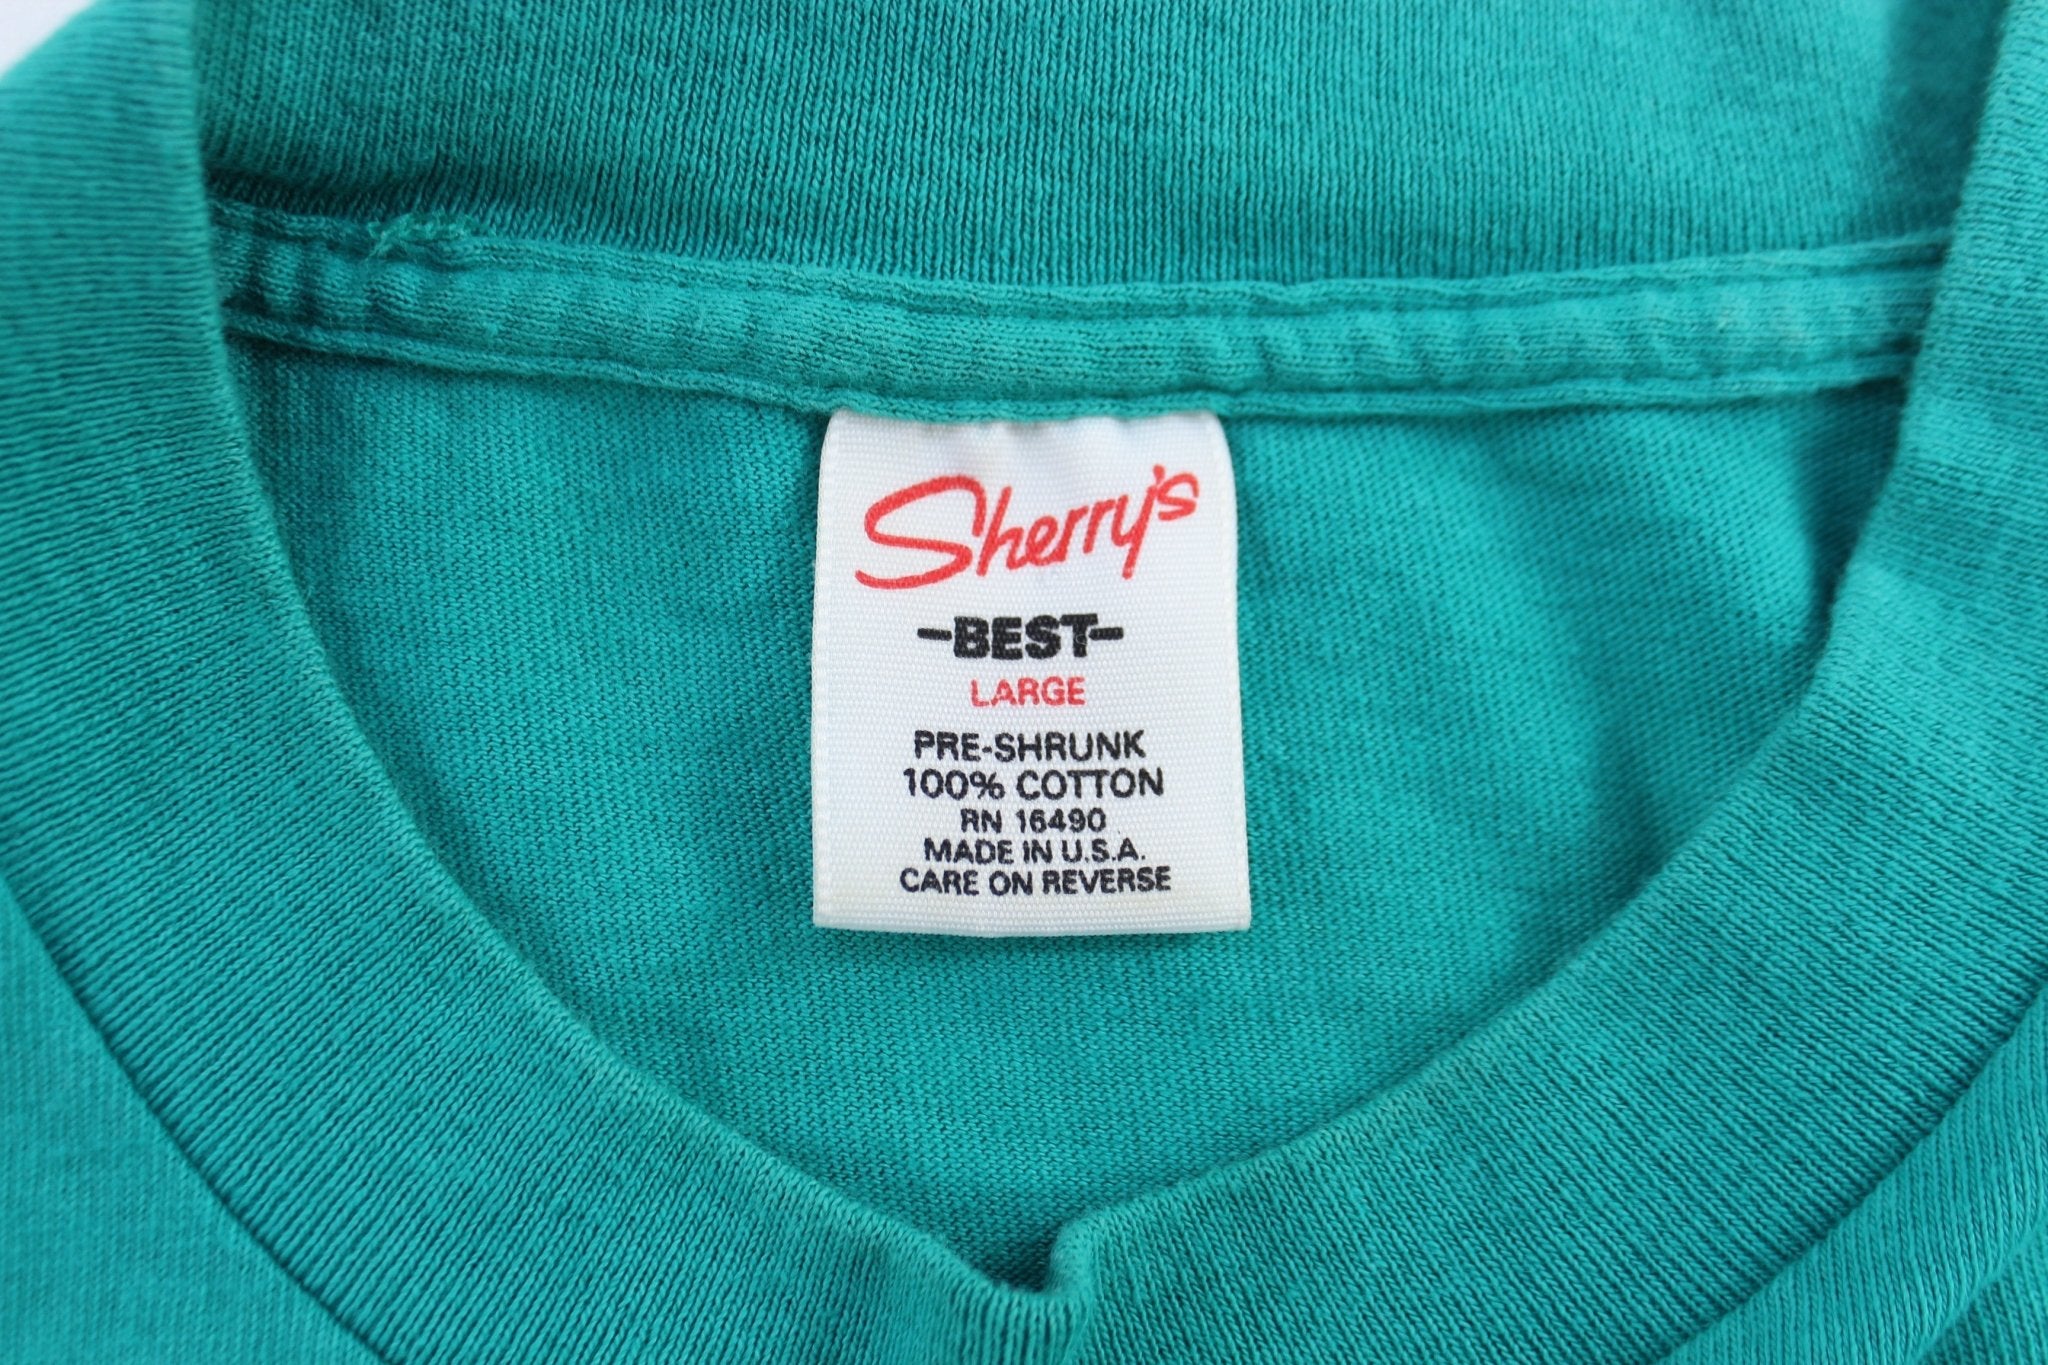 Sherry's
-BEST-
LARGE
PRE-SHRUNK
100% COTTON
RN 16490
MADE IN U.S.A.
CARE ON REVERSE